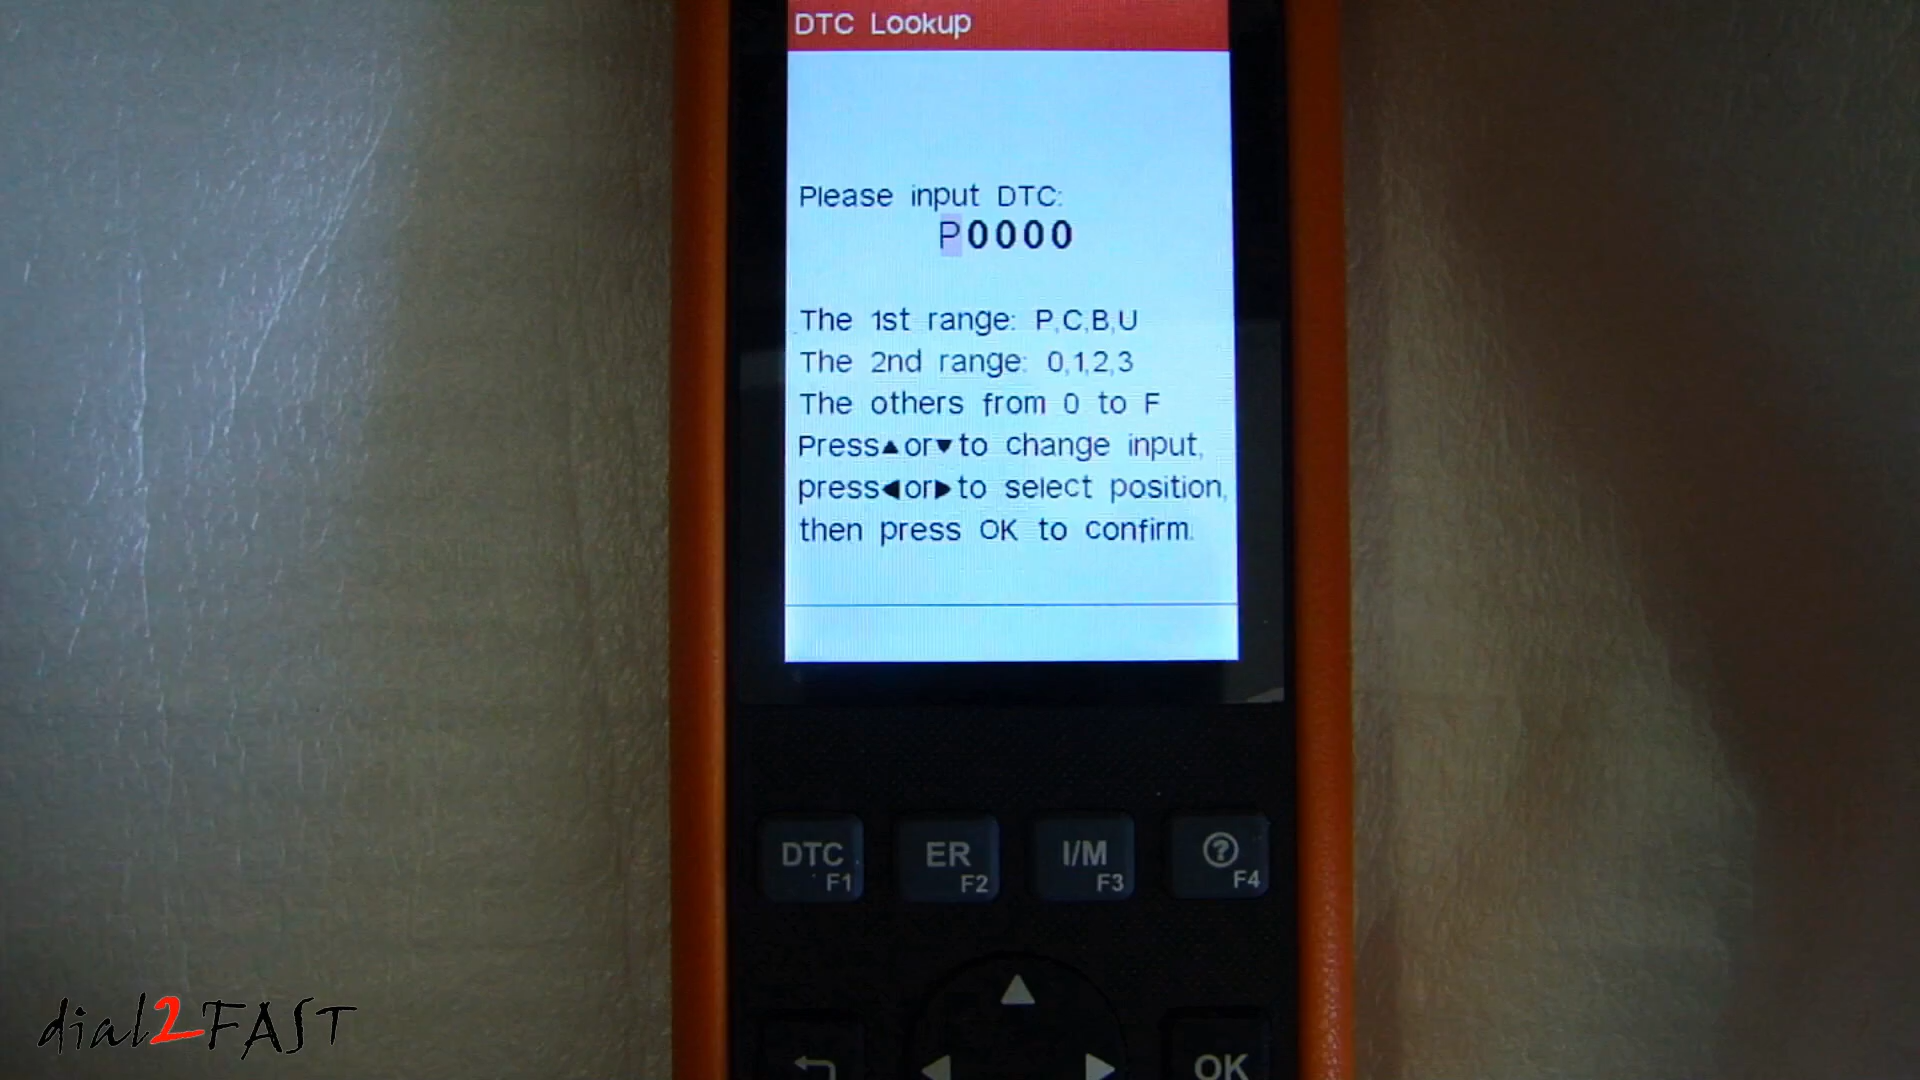 DTC Lookup
Please input DTC:
P0000
The 1st range: P,C,B,U
The 2nd range: 0,1,2,3
The others from 0 to F
Press▲or▼to change input,
press◀or▶to select position,
then press OK to confirm.
DTC F1
ER F2
I/M F3
? F4
OK
dial2FAST